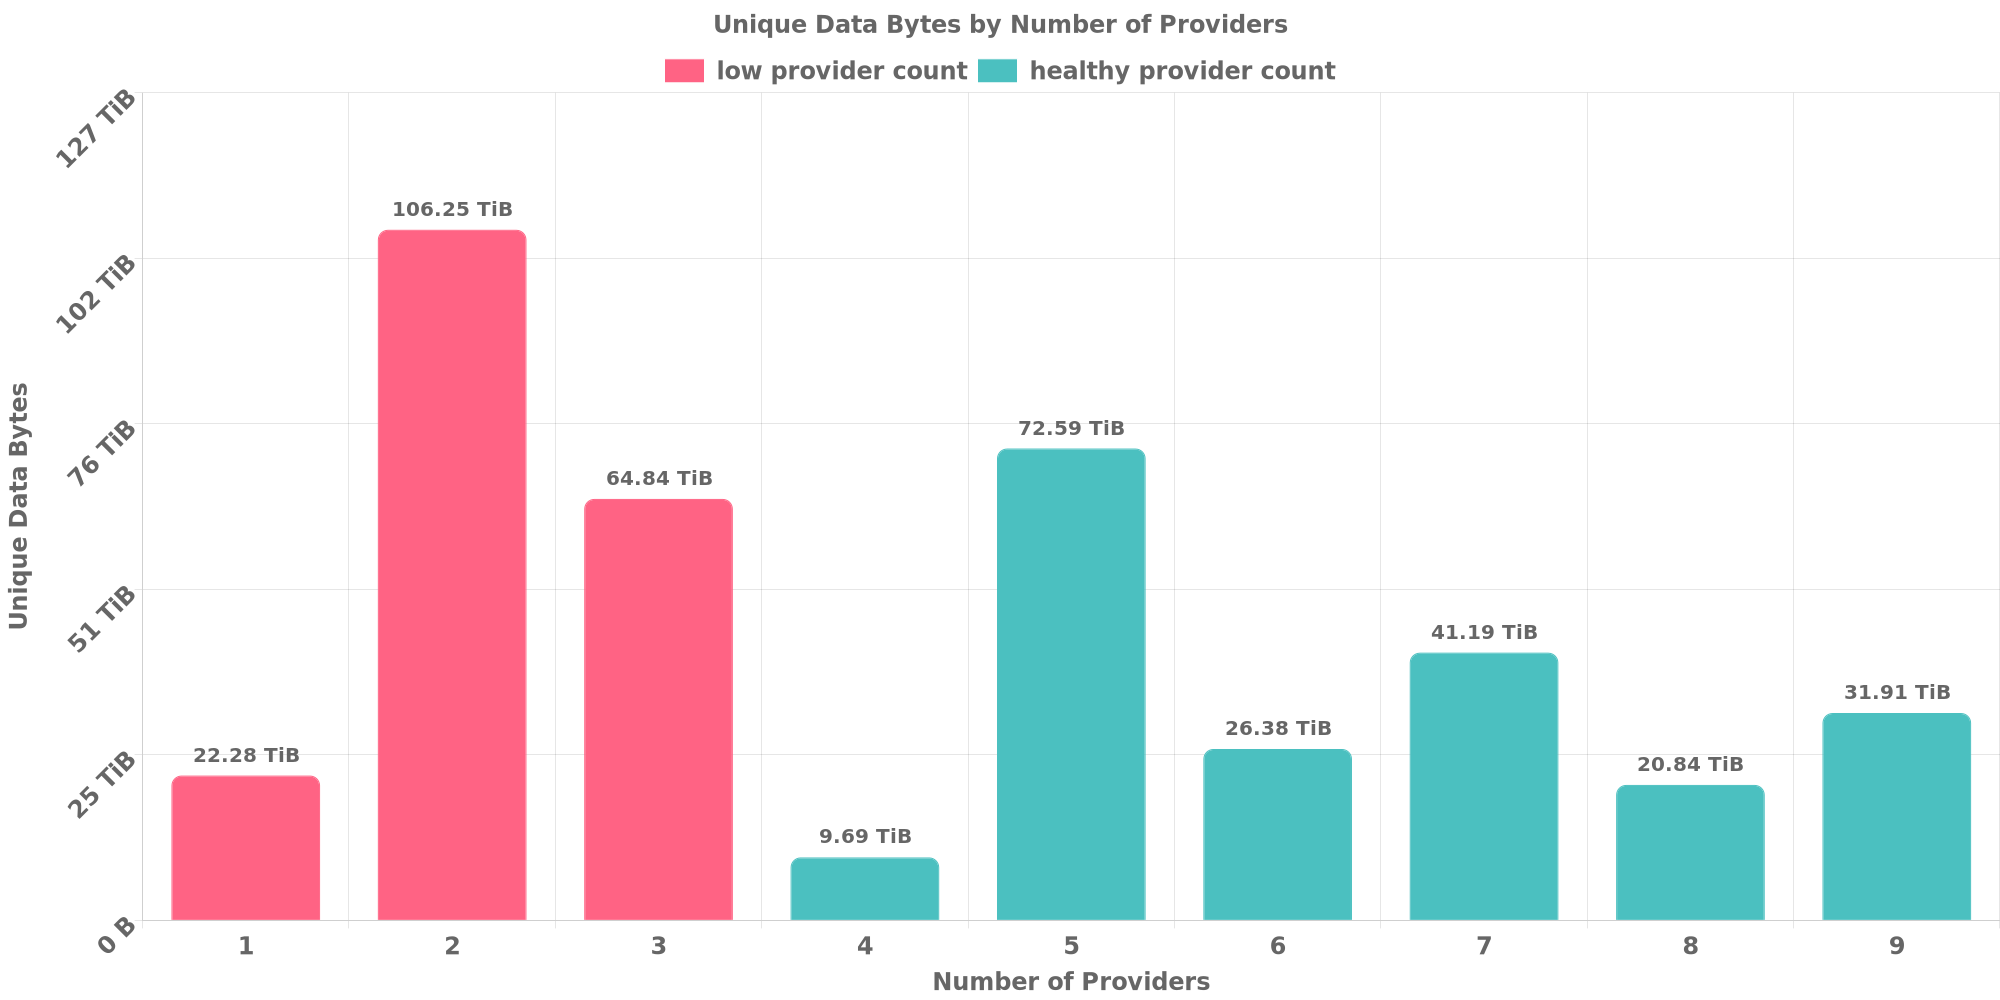 Unique Data Bytes by Number of Providers
low provider count healthy provider count
127 TiB
102 TiB
76 TiB
51 TiB
25 TiB
0 B
Unique Data Bytes
22.28 TiB
106.25 TiB
64.84 TiB
9.69 TiB
72.59 TiB
26.38 TiB
41.19 TiB
20.84 TiB
31.91 TiB
1 2 3 4 5 6 7 8 9
Number of Providers